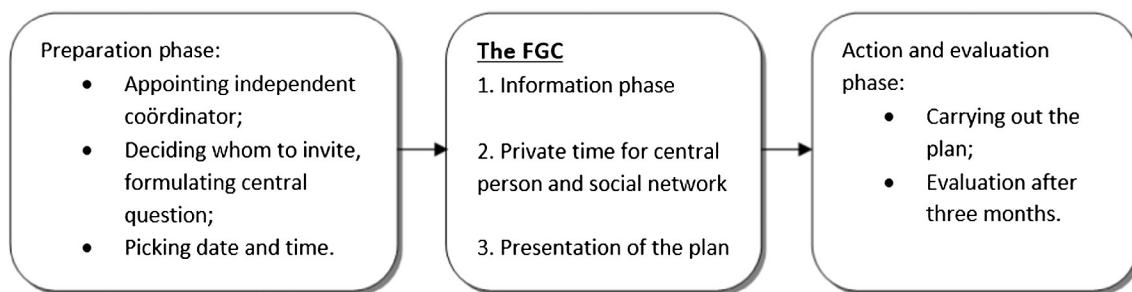 Preparation phase:
• Appointing independent
coördinator;
• Deciding whom to invite,
formulating central
question;
• Picking date and time.
The FGC
1. Information phase
2. Private time for central
person and social network
3. Presentation of the plan
Action and evaluation
phase:
• Carrying out the
plan;
• Evaluation after
three months.